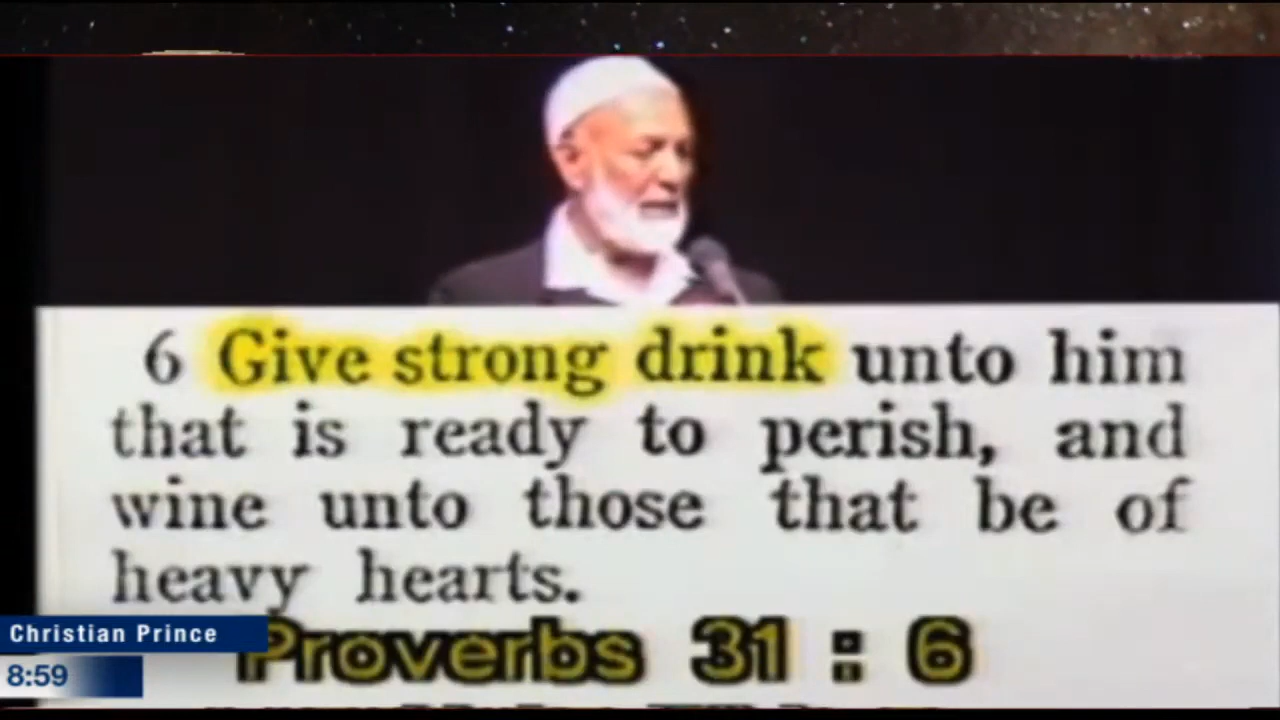 6 Give strong drink unto him
that is ready to perish, and
wine unto those that be of
heavy hearts.
Christian Prince
Proverbs 31 : 6
8:59